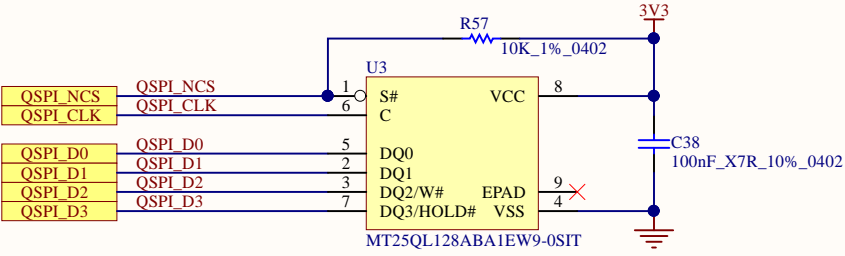 3V3
R57
10K_1%_0402
U3
QSPI_NCS QSPI_NCS 1 S# VCC 8
QSPI_CLK QSPI_CLK 6 C
C38
100nF_X7R_10%_0402
QSPI_D0 QSPI_D0 5 DQ0
QSPI_D1 QSPI_D1 2 DQ1
QSPI_D2 QSPI_D2 3 DQ2/W# EPAD 9
QSPI_D3 QSPI_D3 7 DQ3/HOLD# VSS 4
MT25QL128ABA1EW9-0SIT